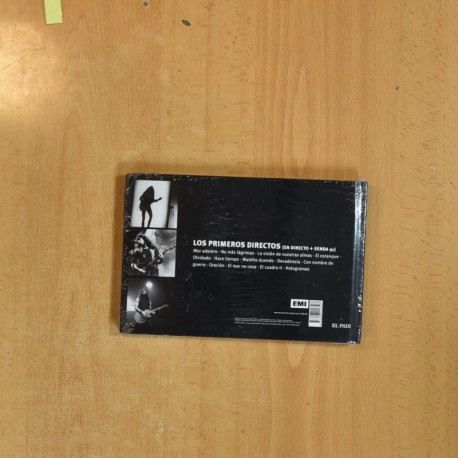 LOS PRIMEROS DIRECTOS (EN DIRECTO + SENDA 91)
Mar adentro · No más lágrimas · La visión de vuestras almas · El estanque ·
Olvidado · Hace tiempo · Maldito duende · Decadencia · Con nombre de
guerra · Oración · El mar no cesa · El cuadro II · Hologramas
EMI
EL PAIS